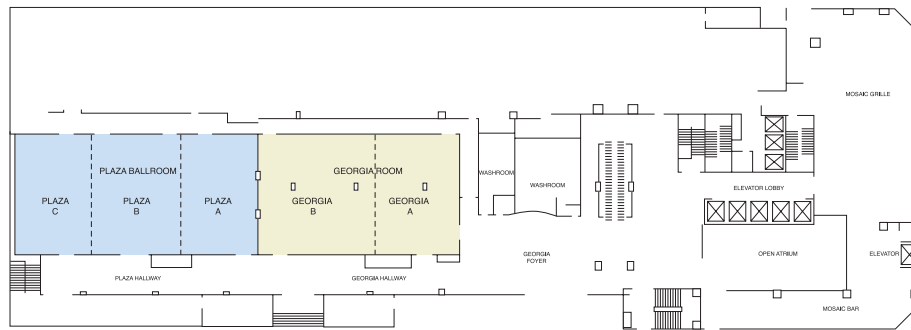 MOSAIC GRILLE
PLAZA BALLROOM
GEORGIA ROOM
WASHROOM
WASHROOM
ELEVATOR LOBBY
PLAZA
C
PLAZA
B
PLAZA
A
GEORGIA
B
GEORGIA
A
GEORGIA
FOYER
OPEN ATRIUM
ELEVATOR
PLAZA HALLWAY
GEORGIA HALLWAY
MOSAIC BAR